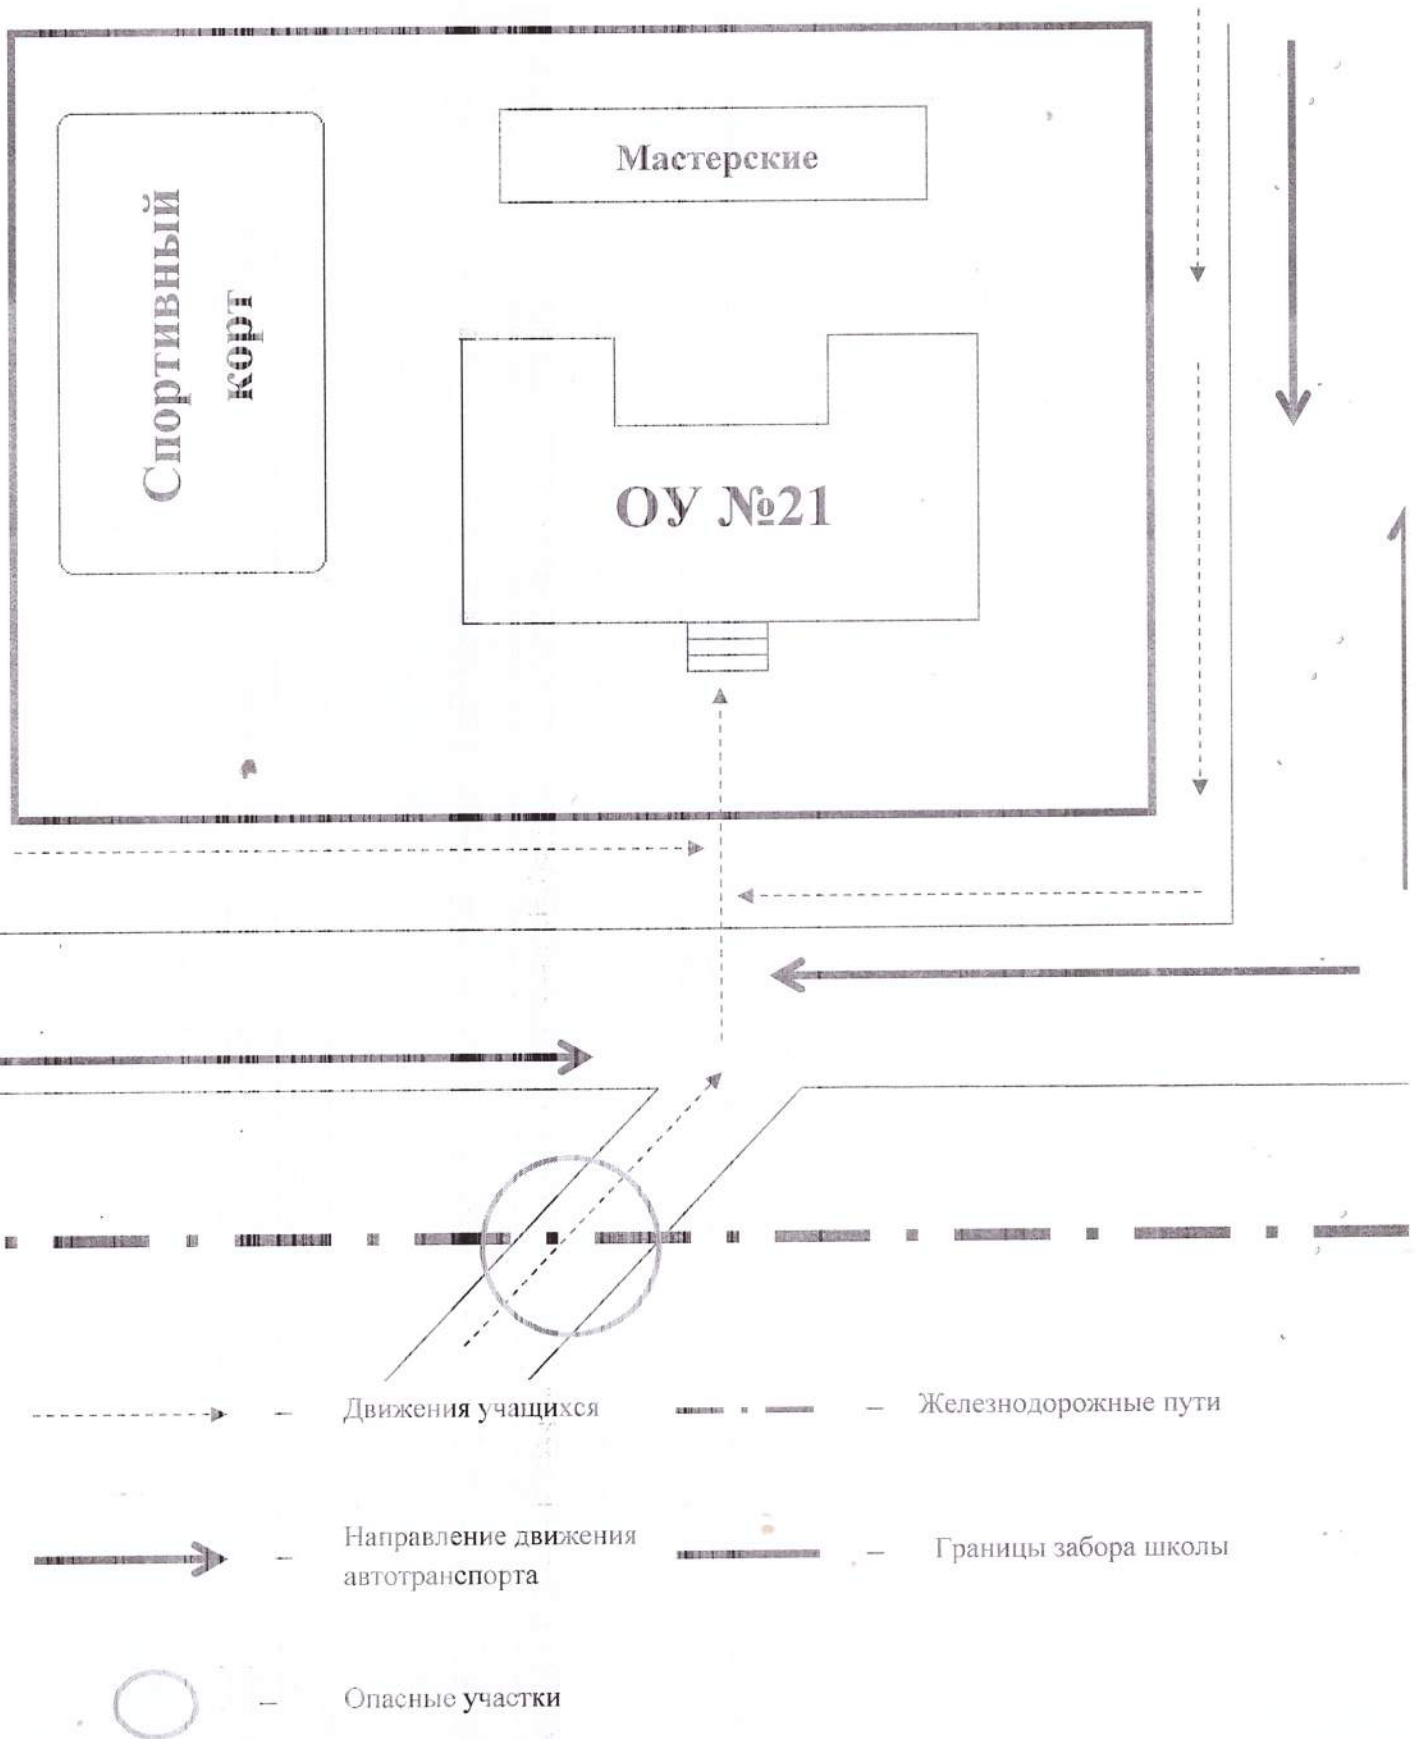 Мастерские
Спортивный
корт
ОУ №21
Движения учащихся
Железнодорожные пути
Направление движения
автотранспорта
Границы забора школы
Опасные участки